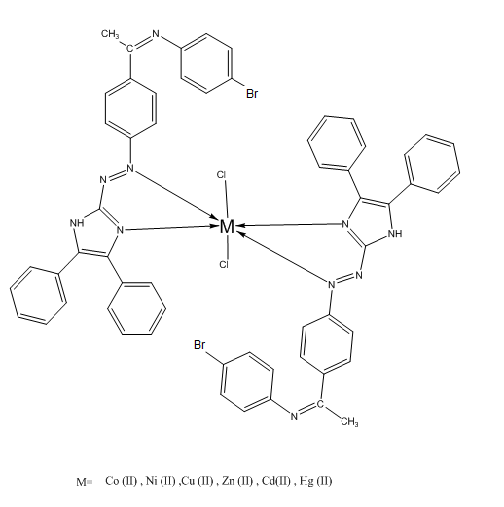 CH₃
C
N
Br
N
N
Cl
NH
N
M
N
NH
Cl
N
N
Br
N
C
CH₃
M= Co (II) , Ni (II) ,Cu (II) , Zn (II) , Cd(II) , Hg (II)